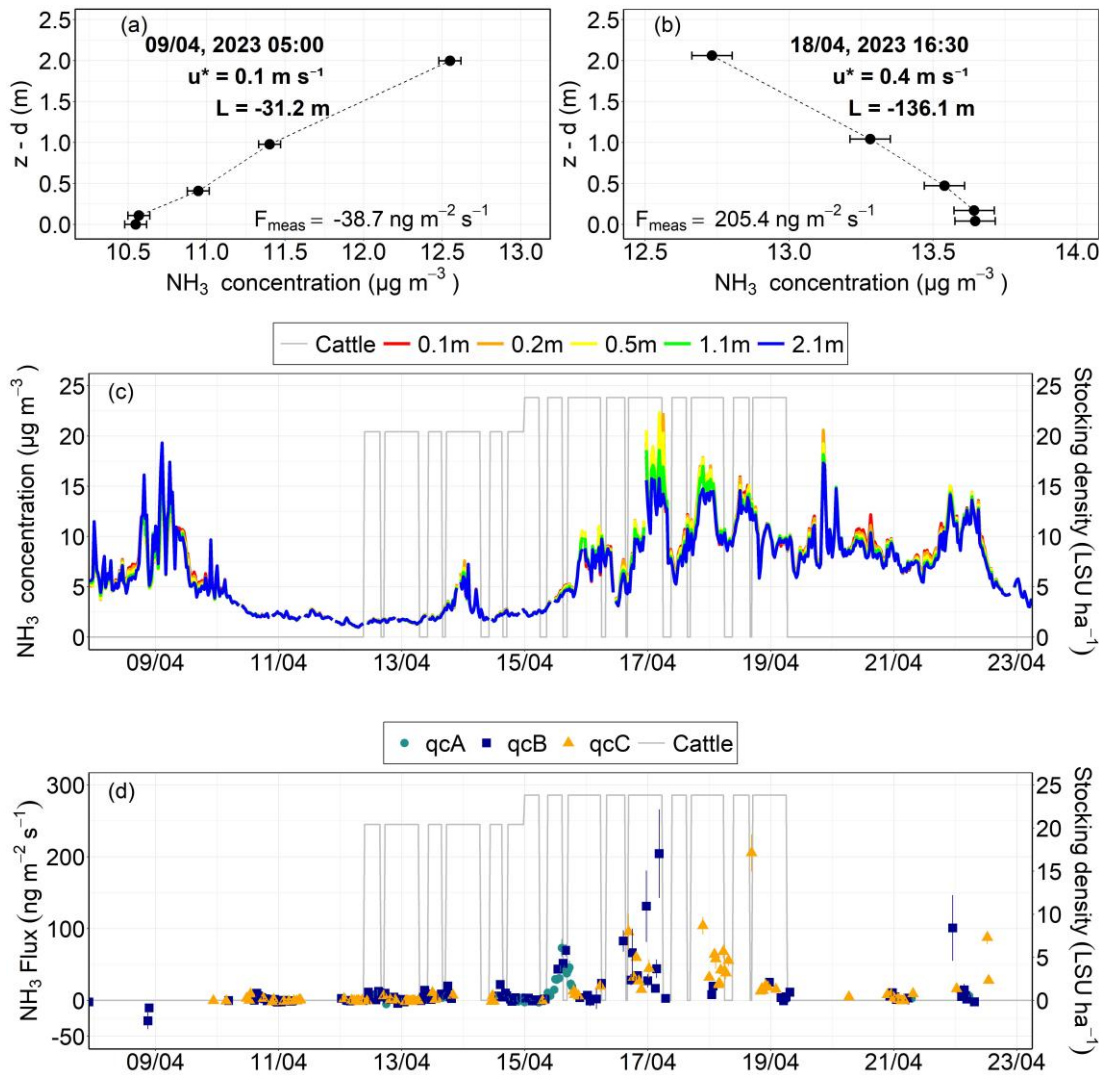 (a)
09/04, 2023 05:00
u* = 0.1 m s⁻¹
L = -31.2 m
F_meas = -38.7 ng m⁻² s⁻¹
z - d (m)
2.5
2.0
1.5
1.0
0.5
0.0
10.5 11.0 11.5 12.0 12.5 13.0
NH₃ concentration (µg m⁻³)
(b)
18/04, 2023 16:30
u* = 0.4 m s⁻¹
L = -136.1 m
F_meas = 205.4 ng m⁻² s⁻¹
z - d (m)
2.5
2.0
1.5
1.0
0.5
0.0
12.5 13.0 13.5 14.0
NH₃ concentration (µg m⁻³)
Cattle 0.1m 0.2m 0.5m 1.1m 2.1m
(c)
NH₃ concentration (µg m⁻³)
25
20
15
10
5
0
Stocking density (LSU ha⁻¹)
25
20
15
10
5
0
09/04 11/04 13/04 15/04 17/04 19/04 21/04 23/04
qcA qcB qcC Cattle
(d)
NH₃ Flux (ng m⁻² s⁻¹)
300
200
100
0
-50
Stocking density (LSU ha⁻¹)
25
20
15
10
5
0
09/04 11/04 13/04 15/04 17/04 19/04 21/04 23/04